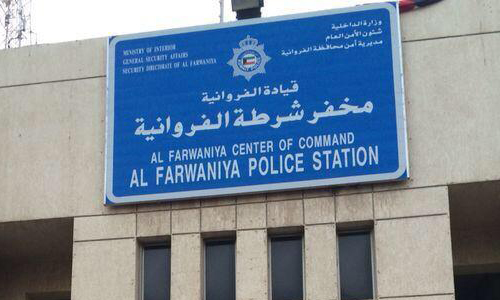 MINISTRY OF INTERIOR
GENERAL SECURITY AFFAIRS
SECURITY DIRECTORATE OF AL FARWANIYA
وزارة الداخلية
شئون الأمن العام
مديرية أمن محافظة الفروانية
قيادة الفروانية
مخفر شرطة الفروانية
AL FARWANIYA CENTER OF COMMAND
AL FARWANIYA POLICE STATION